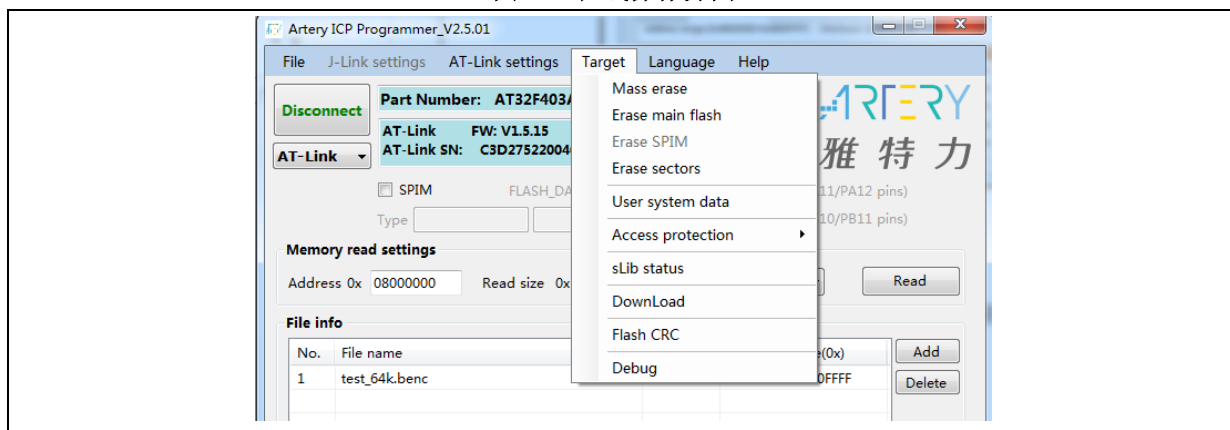 Artery ICP Programmer_V2.5.01
File J-Link settings AT-Link settings Target Language Help
Disconnect
Part Number: AT32F403A
AT-Link FW: V1.5.15
AT-Link SN: C3D2752200
AT-Link
ARTERY
雅特力
SPIM FLASH_DA
11/PA12 pins)
Type
10/PB11 pins)
Mass erase
Erase main flash
Erase SPIM
Erase sectors
User system data
Access protection
sLib status
DownLoad
Flash CRC
Debug
Memory read settings
Address 0x 08000000 Read size 0x
Read
File info
No. File name
e(0x)
Add
1 test_64k.benc
0FFFF
Delete